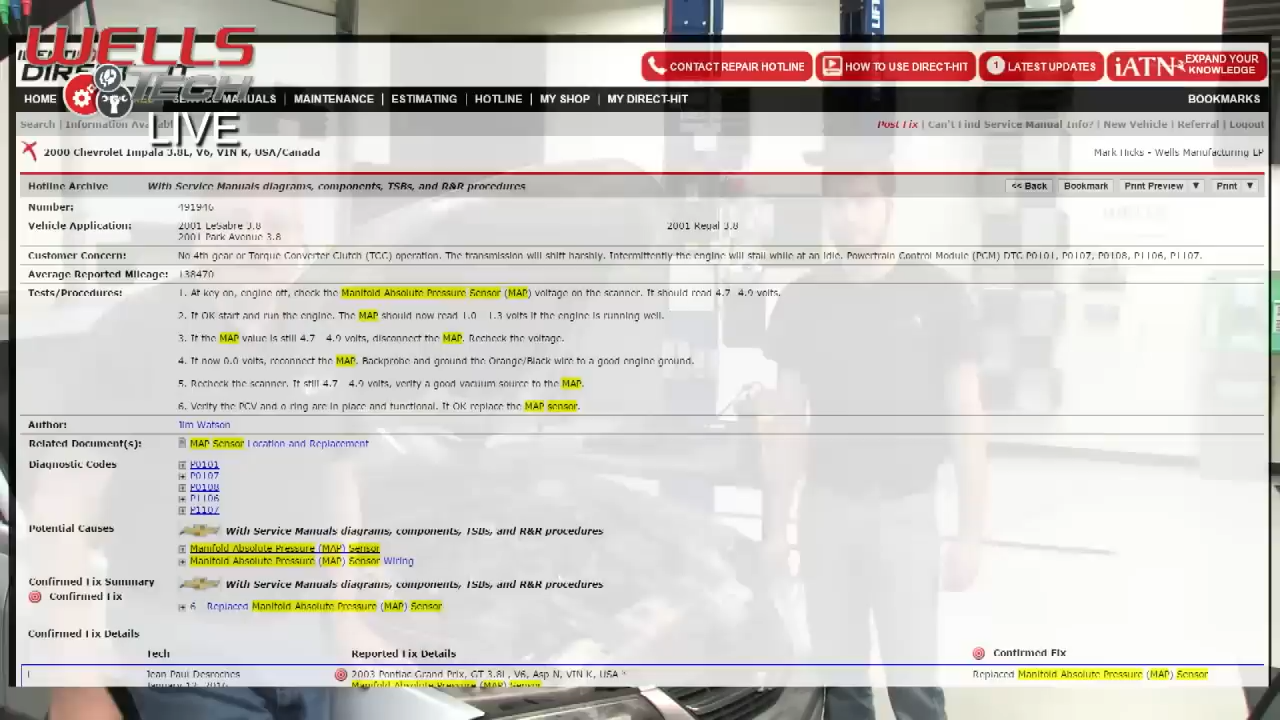 WELLS
TECH
LIVE
DIRECT
CONTACT REPAIR HOTLINE
HOW TO USE DIRECT-HIT
1 LATEST UPDATES
iATN
EXPAND YOUR KNOWLEDGE
HOME
SERVICE MANUALS | MAINTENANCE | ESTIMATING | HOTLINE | MY SHOP | MY DIRECT-HIT
BOOKMARKS
Search | Information
Post Fix | Can't Find Service Manual Info? | New Vehicle | Referral | Logout
2000 Chevrolet Impala 3.8L, V6, VIN K, USA/Canada
Mark Hicks - Wells Manufacturing LP
Hotline Archive With Service Manuals diagrams, components, TSBs, and R&R procedures
<< Back Bookmark Print Preview ▼ Print ▼
Number: 491946
Vehicle Application: 2001 LeSabre 3.8 2001 Regal 3.8
2001 Park Avenue 3.8
Customer Concern: No 4th gear or Torque Converter Clutch (TCC) operation. The transmission will shift harshly. Intermittently the engine will stall while at an idle. Powertrain Control Module (PCM) DTC P0101, P0107, P0108, P1106, P1107.
Average Reported Mileage: 138470
Tests/Procedures: 1. At key on, engine off, check the Manifold Absolute Pressure Sensor (MAP) voltage on the scanner. It should read 4.7 - 4.9 volts.
2. If OK start and run the engine. The MAP should now read 1.0 - 1.3 volts if the engine is running well.
3. If the MAP value is still 4.7 - 4.9 volts, disconnect the MAP. Recheck the voltage.
4. If now 0.0 volts, reconnect the MAP. Backprobe and ground the Orange/Black wire to a good engine ground.
5. Recheck the scanner. If still 4.7 - 4.9 volts, verify a good vacuum source to the MAP.
6. Verify the PCV and o-ring are in place and functional. If OK replace the MAP sensor.
Author: Jim Watson
Related Document(s): MAP Sensor Location and Replacement
Diagnostic Codes P0101
P0107
P0108
P1106
P1107
Potential Causes With Service Manuals diagrams, components, TSBs, and R&R procedures
Manifold Absolute Pressure (MAP) Sensor
Manifold Absolute Pressure (MAP) Sensor Wiring
Confirmed Fix Summary With Service Manuals diagrams, components, TSBs, and R&R procedures
Confirmed Fix
6 - Replaced Manifold Absolute Pressure (MAP) Sensor
Confirmed Fix Details
Tech Reported Fix Details Confirmed Fix
Jean Paul Desroches 2003 Pontiac Grand Prix, GT 3.8L, V6, Asp N, VIN K, USA * Replaced Manifold Absolute Pressure (MAP) Sensor
January 12, 2016 Manifold Absolute Pressure (MAP) Sensor